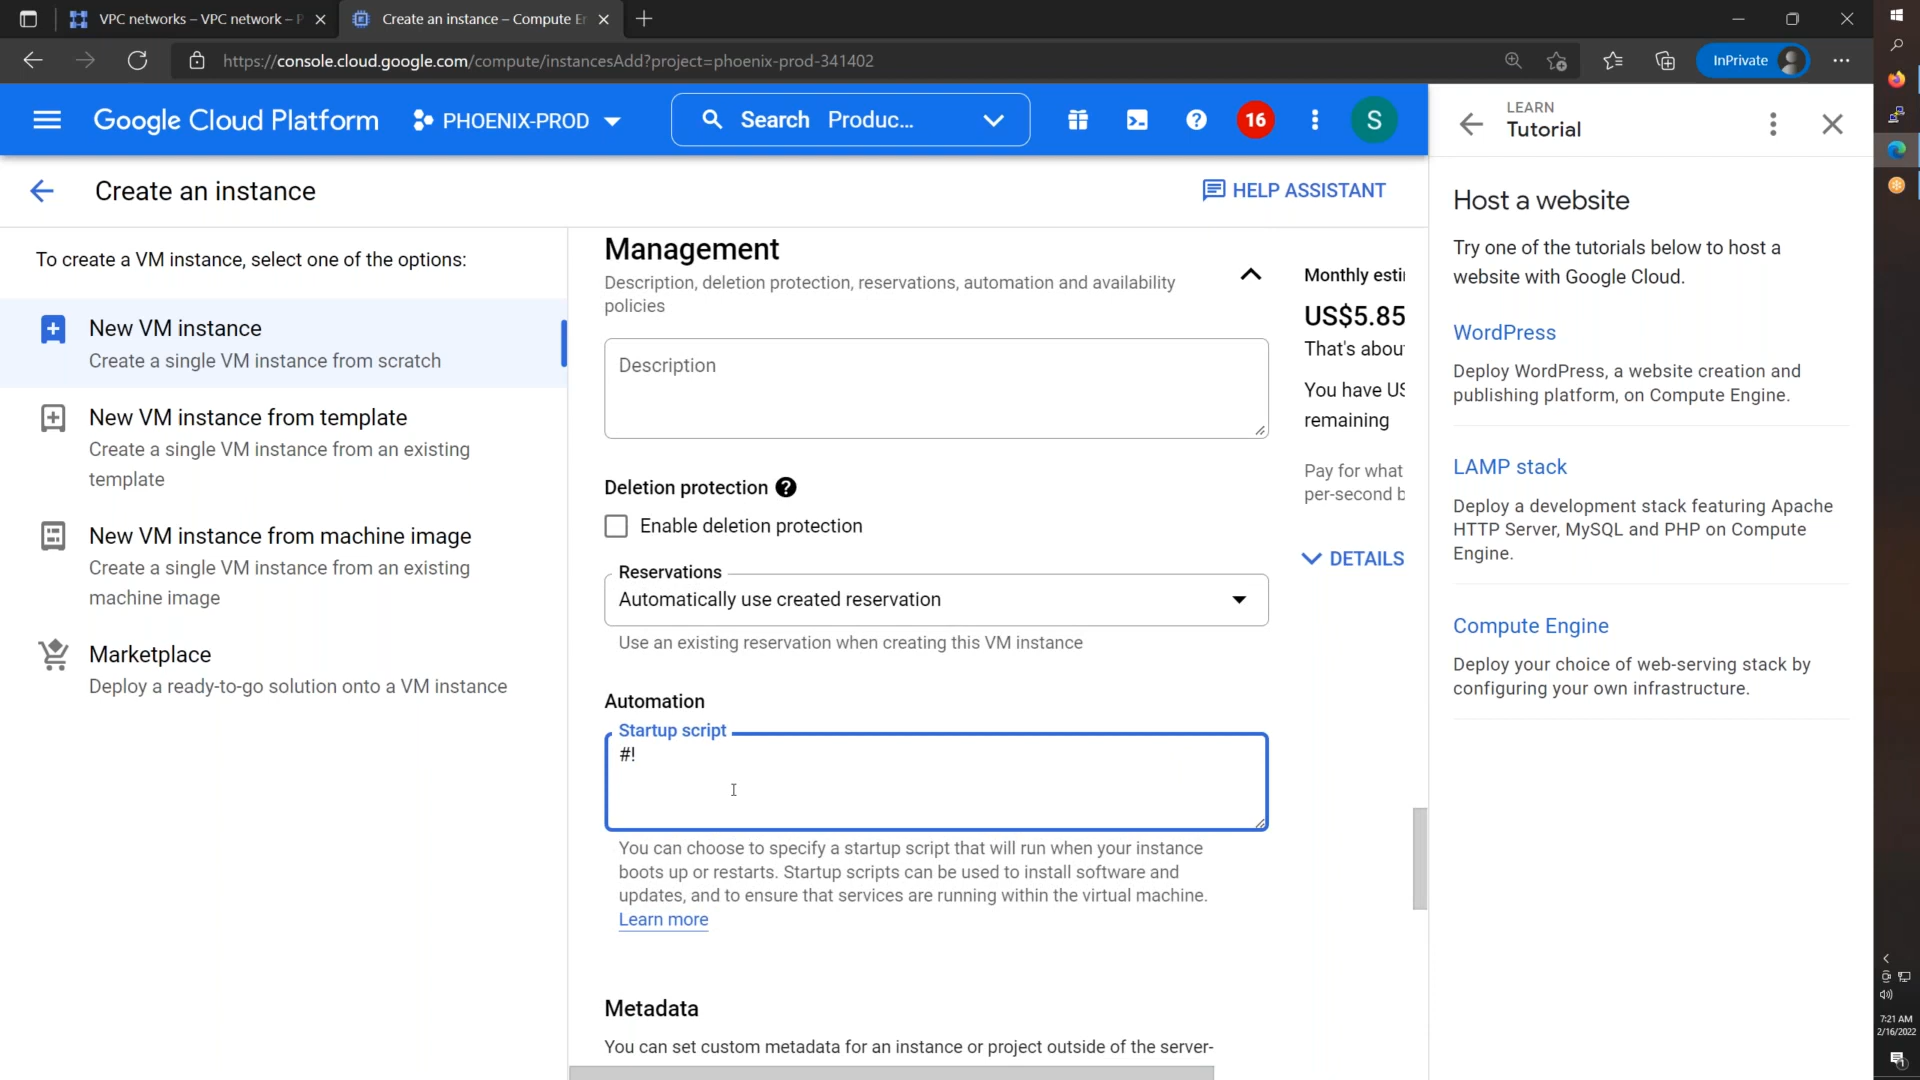 VPC networks – VPC network – P
Create an instance – Compute En
https://console.cloud.google.com/compute/instancesAdd?project=phoenix-prod-341402
InPrivate
Google Cloud Platform
PHOENIX-PROD
Search Produc...
16
S
LEARN
Tutorial
Create an instance
HELP ASSISTANT
To create a VM instance, select one of the options:
New VM instance
Create a single VM instance from scratch
New VM instance from template
Create a single VM instance from an existing
template
New VM instance from machine image
Create a single VM instance from an existing
machine image
Marketplace
Deploy a ready-to-go solution onto a VM instance
Management
Description, deletion protection, reservations, automation and availability
policies
Description
Deletion protection
Enable deletion protection
Reservations
Automatically use created reservation
Use an existing reservation when creating this VM instance
Automation
Startup script
#!
You can choose to specify a startup script that will run when your instance
boots up or restarts. Startup scripts can be used to install software and
updates, and to ensure that services are running within the virtual machine.
Learn more
Metadata
You can set custom metadata for an instance or project outside of the server-
Monthly esti
US$5.85
That's about
You have US
remaining
Pay for what
per-second b
DETAILS
Host a website
Try one of the tutorials below to host a
website with Google Cloud.
WordPress
Deploy WordPress, a website creation and
publishing platform, on Compute Engine.
LAMP stack
Deploy a development stack featuring Apache
HTTP Server, MySQL and PHP on Compute
Engine.
Compute Engine
Deploy your choice of web-serving stack by
configuring your own infrastructure.
7:21 AM
2/16/2022